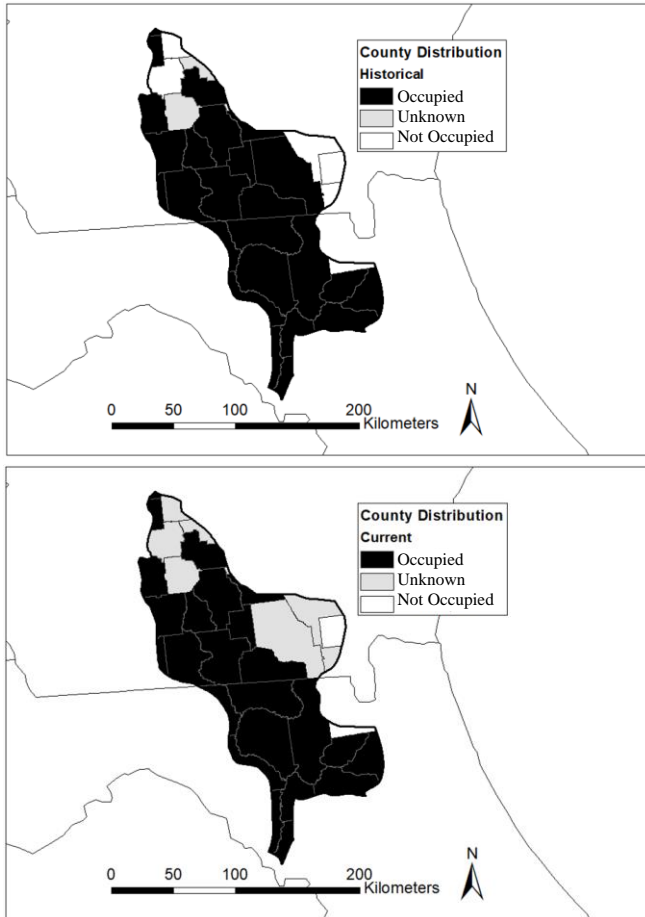 County Distribution
Historical
Occupied
Unknown
Not Occupied
N
0 50 100 200
Kilometers
County Distribution
Current
Occupied
Unknown
Not Occupied
N
0 50 100 200
Kilometers